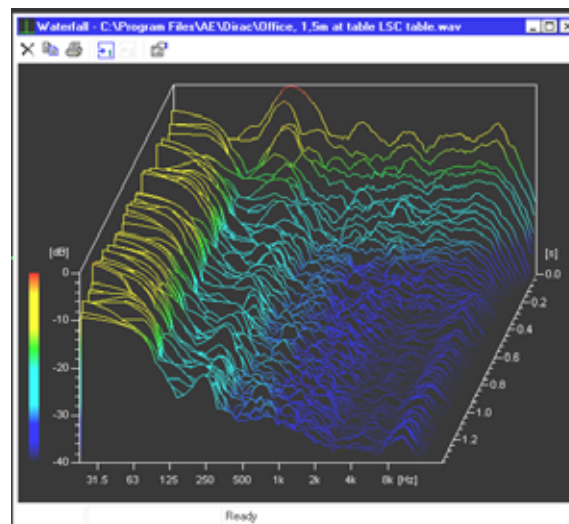 Waterfall - C:\Program Files\AE\Dirac\Office, 1,5m at table LSC table.wav
[dB]
0
-10
-20
-30
-40
31.5 63 125 250 500 1k 2k 4k 8k [Hz]
[s]
0.0
0.2
0.4
0.6
0.8
1.0
1.2
Ready